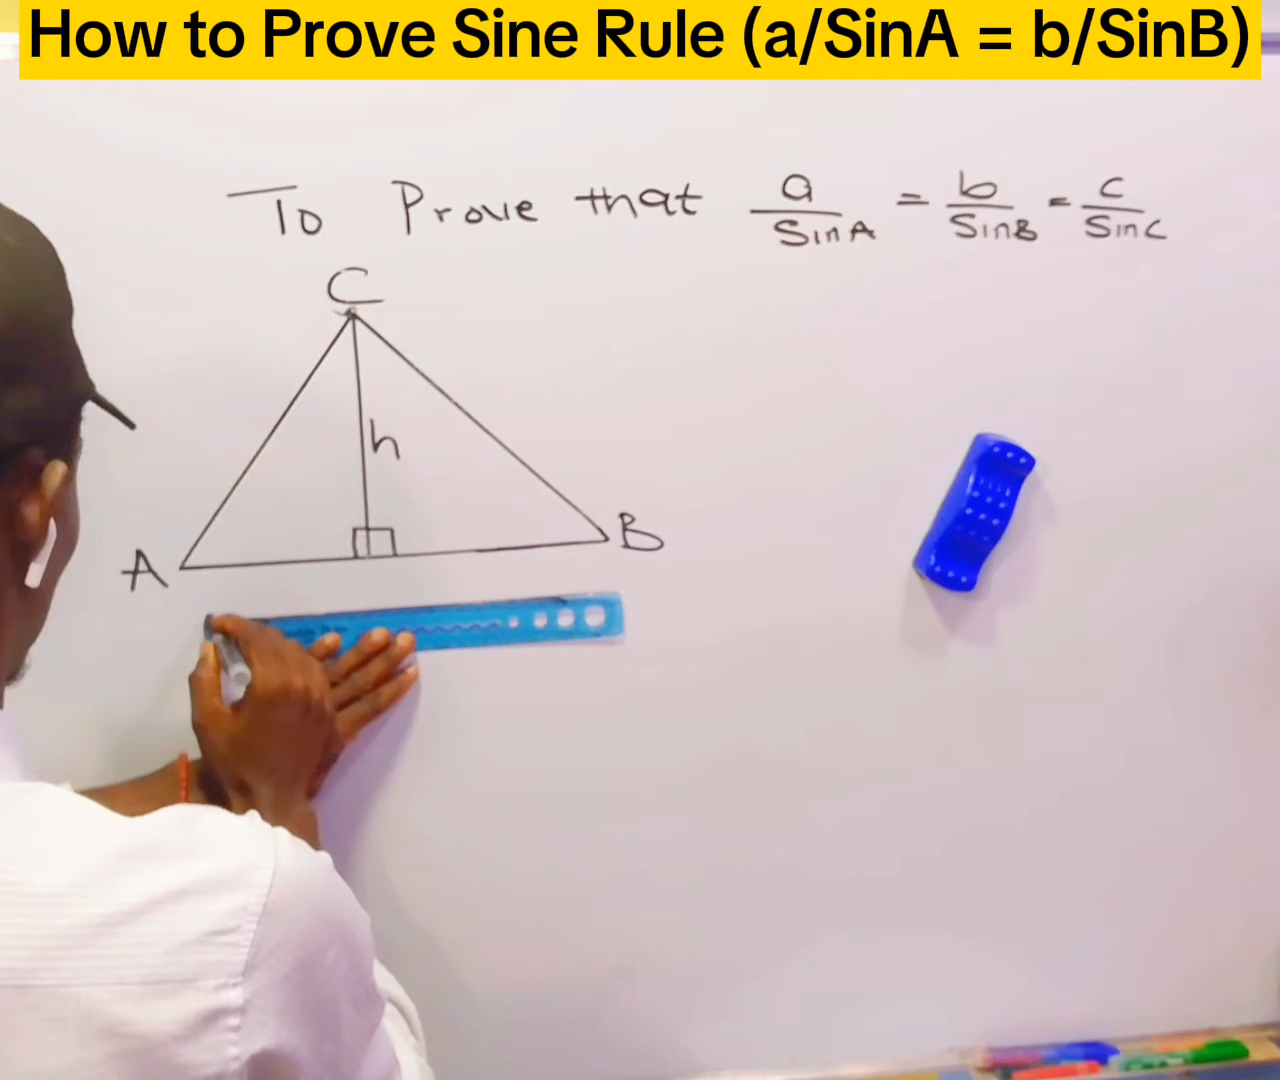 How to Prove Sine Rule (a/SinA = b/SinB)
To Prove that a/SinA = b/SinB = c/SinC
C
h
A
B